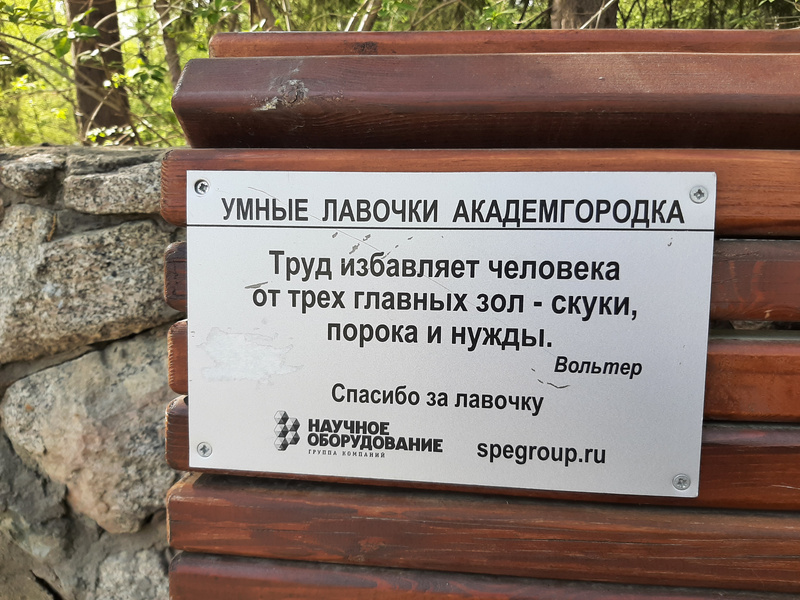 УМНЫЕ ЛАВОЧКИ АКАДЕМГОРОДКА
Труд избавляет человека
от трех главных зол - скуки,
порока и нужды.
Вольтер
Спасибо за лавочку
НАУЧНОЕ
ОБОРУДОВАНИЕ
ГРУППА КОМПАНИЙ
spegroup.ru